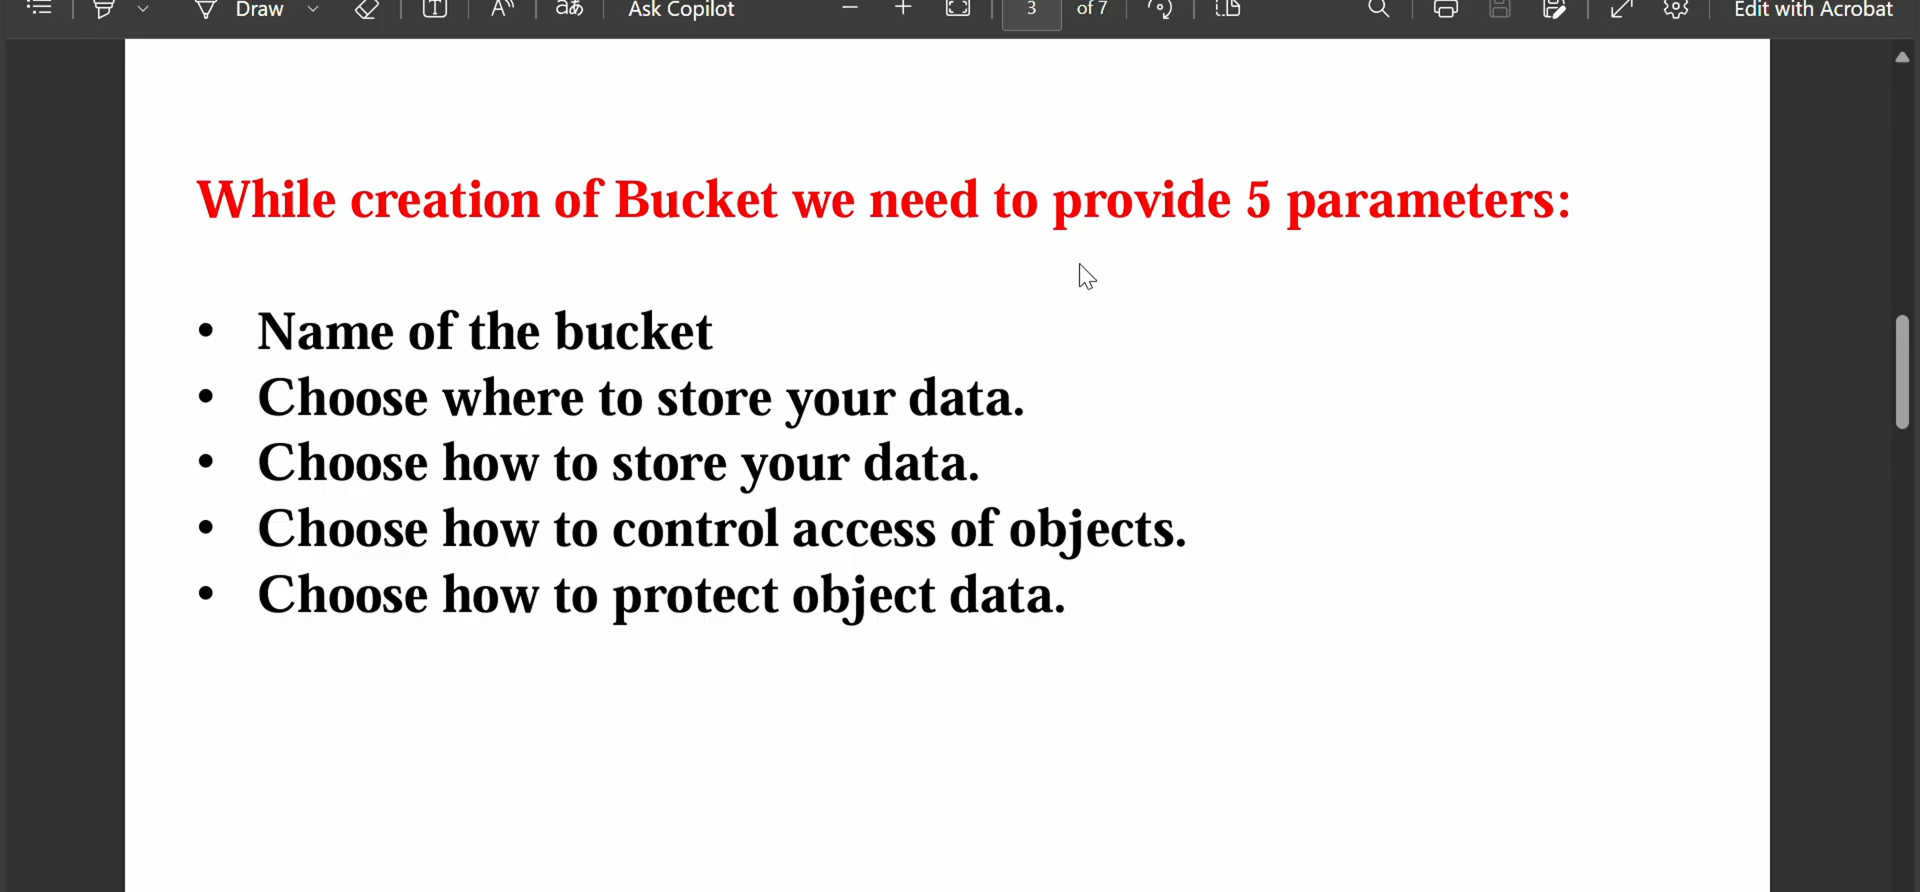 Draw
Ask Copilot
3 of 7
Edit with Acrobat
While creation of Bucket we need to provide 5 parameters:
• Name of the bucket
• Choose where to store your data.
• Choose how to store your data.
• Choose how to control access of objects.
• Choose how to protect object data.